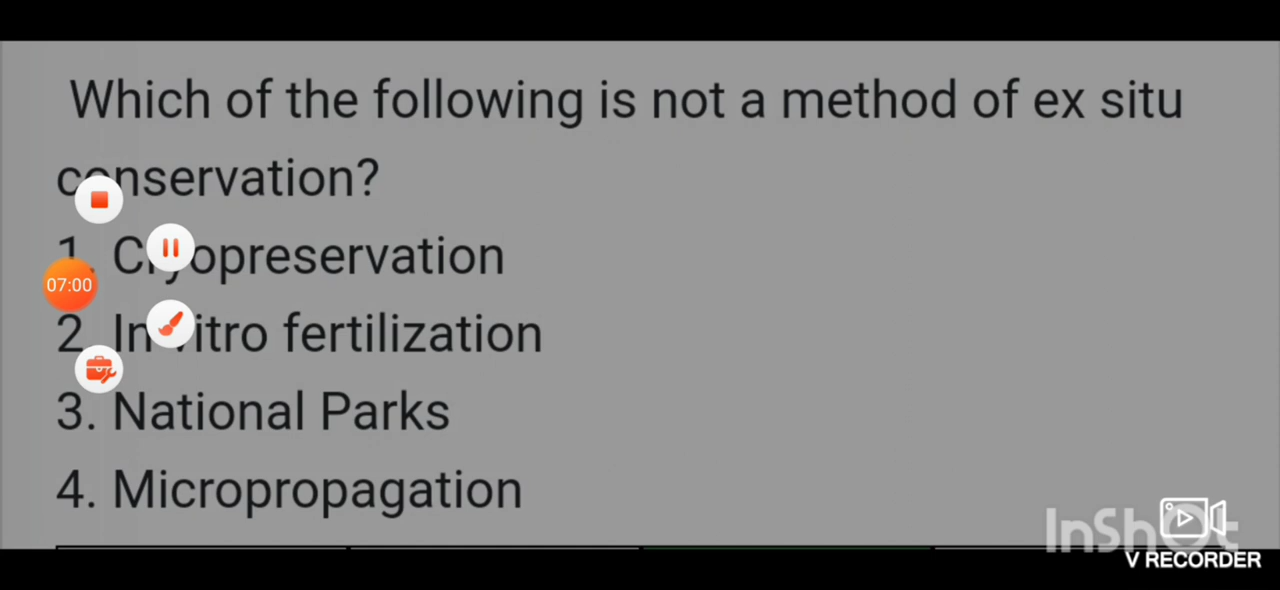 Which of the following is not a method of ex situ
conservation?
1. Cryopreservation
07:00
2. In vitro fertilization
3. National Parks
4. Micropropagation
InShOt
V RECORDER